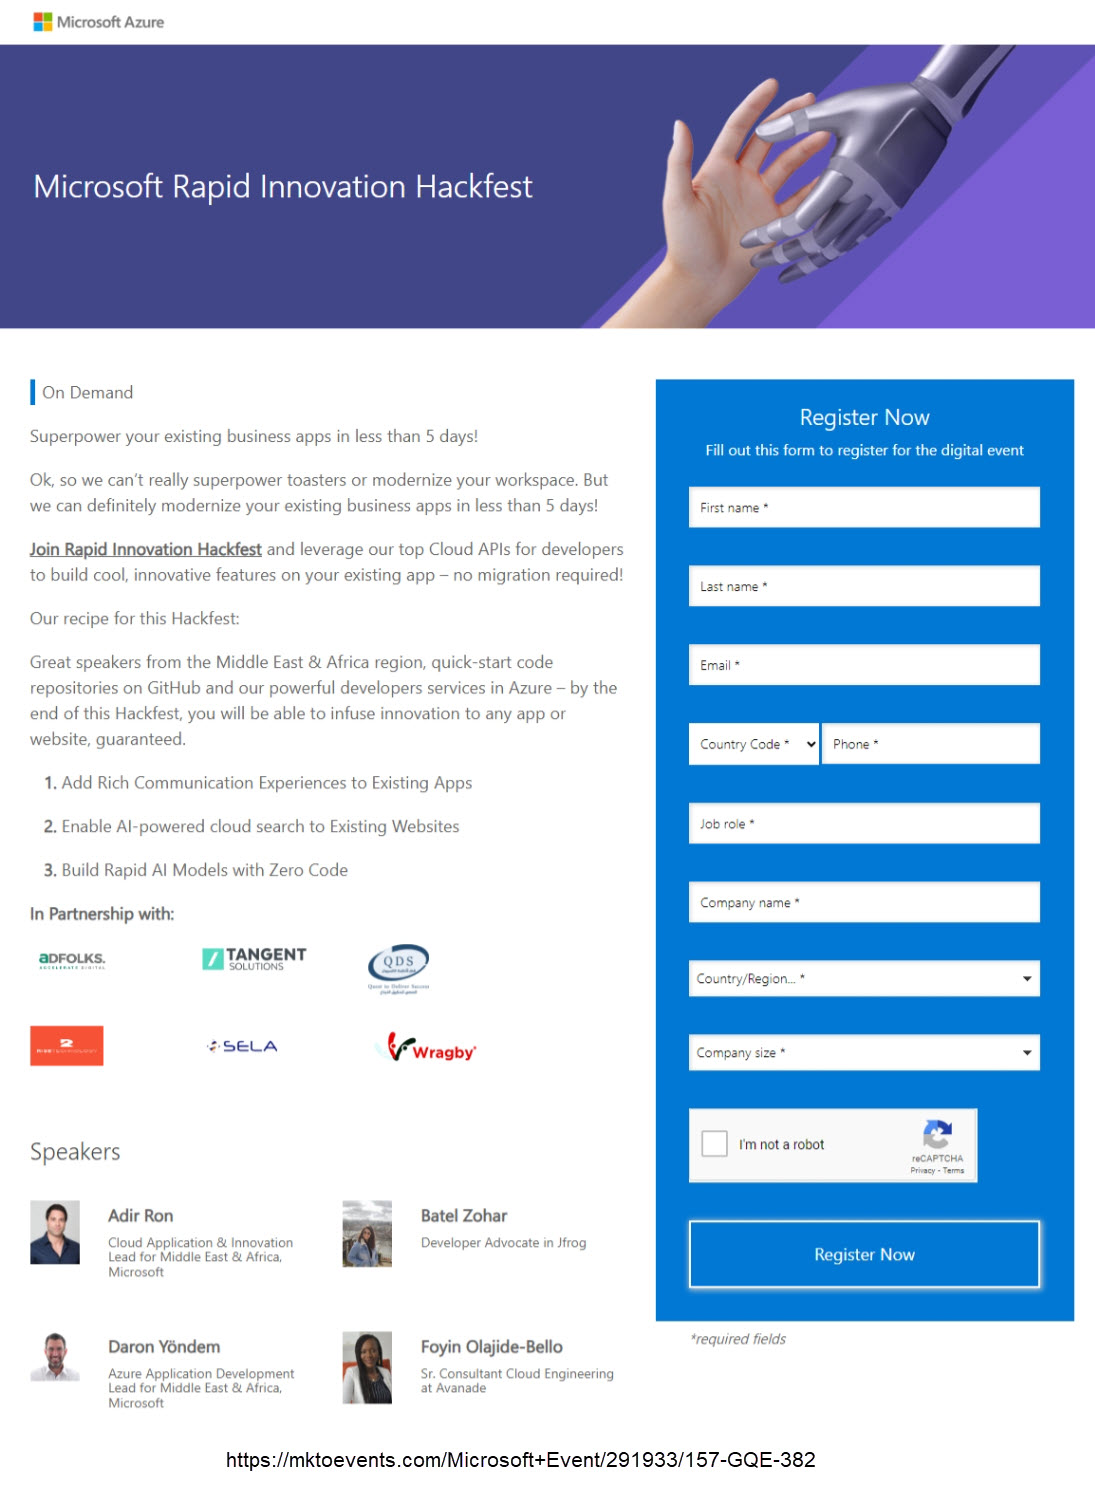 Microsoft Azure
Microsoft Rapid Innovation Hackfest
On Demand
Superpower your existing business apps in less than 5 days!
Ok, so we can’t really superpower toasters or modernize your workspace. But
we can definitely modernize your existing business apps in less than 5 days!
Join Rapid Innovation Hackfest and leverage our top Cloud APIs for developers
to build cool, innovative features on your existing app – no migration required!
Our recipe for this Hackfest:
Great speakers from the Middle East & Africa region, quick-start code
repositories on GitHub and our powerful developers services in Azure – by the
end of this Hackfest, you will be able to infuse innovation to any app or
website, guaranteed.
1. Add Rich Communication Experiences to Existing Apps
2. Enable AI-powered cloud search to Existing Websites
3. Build Rapid AI Models with Zero Code
In Partnership with:
aDFOLKS.
ACCELERATE DIGITAL
TANGENT
SOLUTIONS
QDS
Quest to Deliver Success
SELA
Wragby
Speakers
Adir Ron
Cloud Application & Innovation
Lead for Middle East & Africa,
Microsoft
Batel Zohar
Developer Advocate in Jfrog
Daron Yöndem
Azure Application Development
Lead for Middle East & Africa,
Microsoft
Foyin Olajide-Bello
Sr. Consultant Cloud Engineering
at Avanade
Register Now
Fill out this form to register for the digital event
First name *
Last name *
Email *
Country Code * Phone *
Job role *
Company name *
Country/Region... *
Company size *
I'm not a robot
reCAPTCHA
Privacy - Terms
Register Now
*required fields
https://mktoevents.com/Microsoft+Event/291933/157-GQE-382